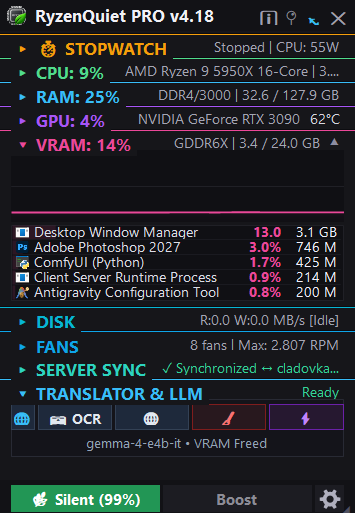 RyzenQuiet PRO v4.18
STOPWATCH Stopped | CPU: 55W
CPU: 9% AMD Ryzen 9 5950X 16-Core | 3....
RAM: 25% DDR4/3000 | 32.6 / 127.9 GB
GPU: 4% NVIDIA GeForce RTX 3090 62°C
VRAM: 14% GDDR6X | 3.4 / 24.0 GB
Desktop Window Manager 13.0 3.1 GB
Adobe Photoshop 2027 3.0% 746 M
ComfyUI (Python) 1.7% 425 M
Client Server Runtime Process 0.9% 214 M
Antigravity Configuration Tool 0.8% 200 M
DISK R:0.0 W:0.0 MB/s [Idle]
FANS 8 fans | Max: 2.807 RPM
SERVER SYNC ✓ Synchronized ↔ cladovka...
TRANSLATOR & LLM Ready
OCR
gemma-4-e4b-it • VRAM Freed
Silent (99%) Boost